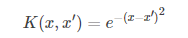 K(x, x′) = e^{−(x−x′)²}